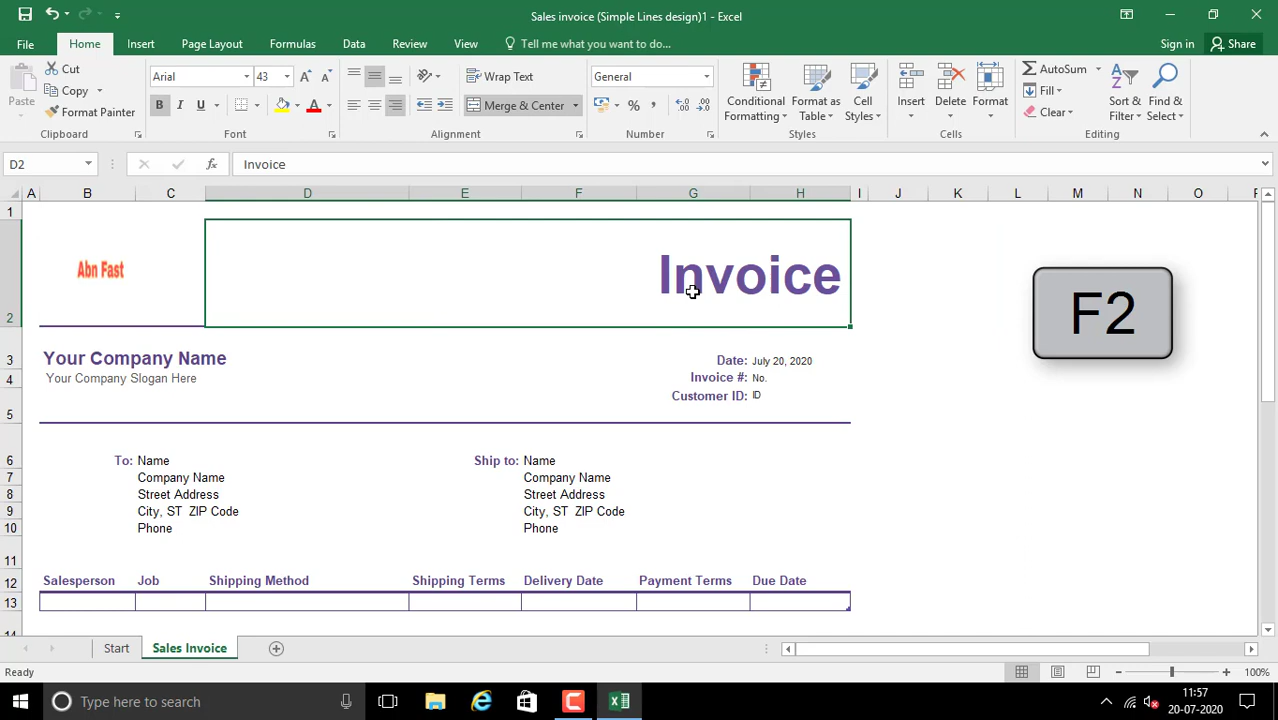 Sales invoice (Simple Lines design)1 - Excel
File Home Insert Page Layout Formulas Data Review View Tell me what you want to do... Sign in Share
Paste
Cut
Copy
Format Painter
Clipboard
Arial 43
B I U A
Font
Wrap Text
Merge & Center
Alignment
General
%
Number
Conditional Formatting
Format as Table
Cell Styles
Styles
Insert Delete Format
Cells
AutoSum
Fill
Clear
Sort & Filter
Find & Select
Editing
D2 fx Invoice
A B C D E F G H I J K L M N O
1
2
3
4
5
6
7
8
9
10
11
12
13
14
Abn Fast
Invoice
F2
Your Company Name
Your Company Slogan Here
Date: July 20, 2020
Invoice #: No.
Customer ID: ID
To: Name
Company Name
Street Address
City, ST ZIP Code
Phone
Ship to: Name
Company Name
Street Address
City, ST ZIP Code
Phone
Salesperson Job Shipping Method Shipping Terms Delivery Date Payment Terms Due Date
Start Sales Invoice
Ready 100%
Type here to search
11:57
20-07-2020